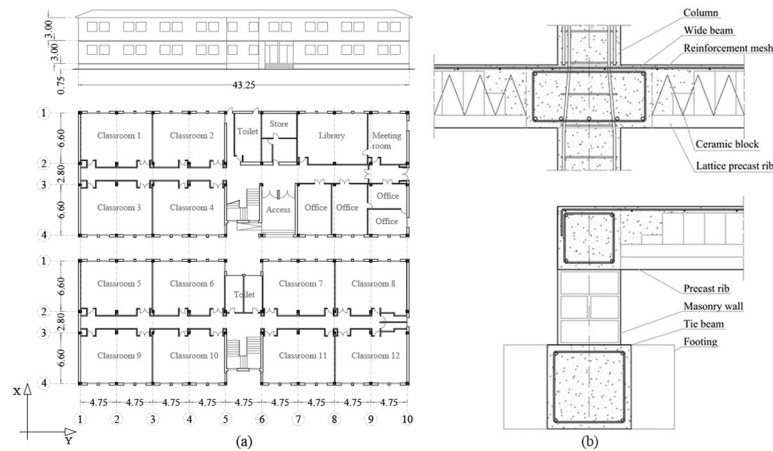 3.00
3.00
0.75
43.25
1
Classroom 1
Classroom 2
Toilet
Store
Library
Meeting
room
6.60
2
2.80
3
Classroom 3
Classroom 4
Access
Office
Office
Office
Office
6.60
4
1
Classroom 5
Classroom 6
Toilet
Classroom 7
Classroom 8
6.60
2
2.80
3
Classroom 9
Classroom 10
Classroom 11
Classroom 12
6.60
4
4.75 4.75 4.75 4.75 4.75 4.75 4.75 4.75 4.75
1 2 3 4 5 6 7 8 9 10
X
Y
(a)
Column
Wide beam
Reinforcement mesh
Ceramic block
Lattice precast rib
Precast rib
Masonry wall
Tie beam
Footing
(b)